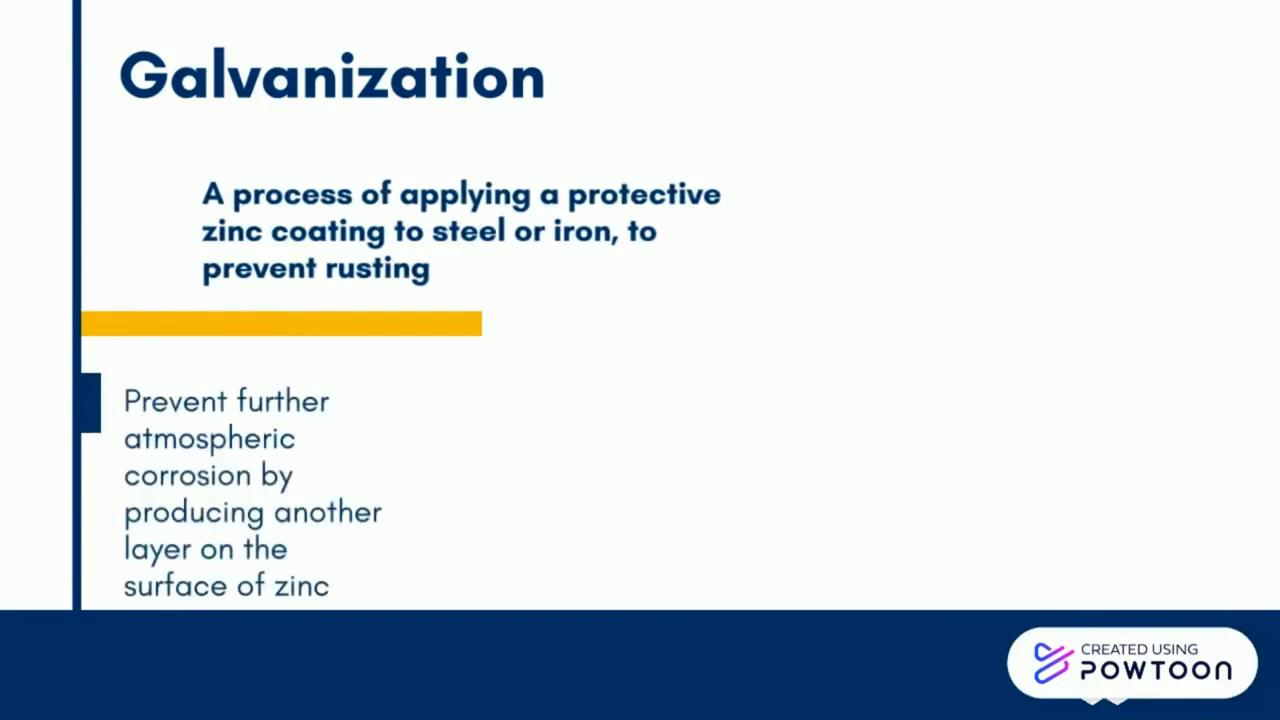 Galvanization
A process of applying a protective
zinc coating to steel or iron, to
prevent rusting
Prevent further
atmospheric
corrosion by
producing another
layer on the
surface of zinc
CREATED USING
POWTOON